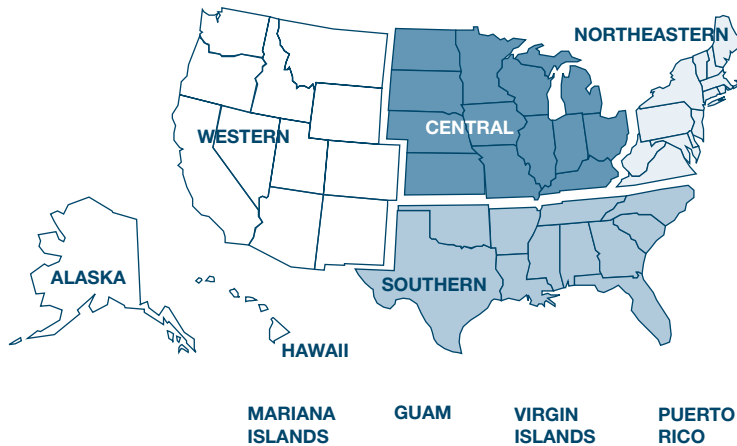 NORTHEASTERN
WESTERN
CENTRAL
ALASKA
SOUTHERN
HAWAII
MARIANA
ISLANDS
GUAM
VIRGIN
ISLANDS
PUERTO
RICO